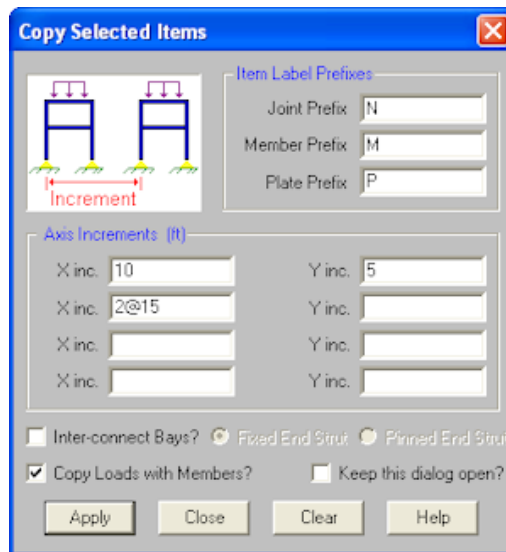 Copy Selected Items
Item Label Prefixes
Joint Prefix N
Member Prefix M
Plate Prefix P
Increment
Axis Increments (ft)
X inc. 10 Y inc. 5
X inc. 2@15 Y inc.
X inc. Y inc.
X inc. Y inc.
Inter-connect Bays? Fixed End Strut Pinned End Strut
Copy Loads with Members? Keep this dialog open?
Apply Close Clear Help